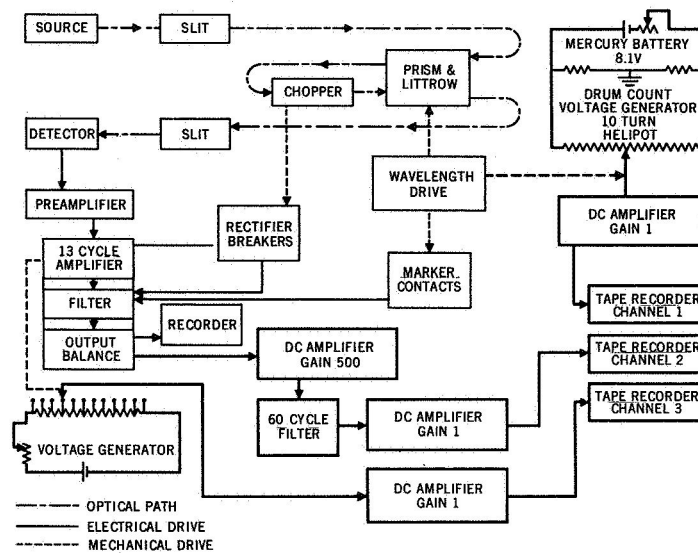 SOURCE
SLIT
MERCURY BATTERY
8.1V
PRISM &
LITTROW
CHOPPER
DRUM COUNT
VOLTAGE GENERATOR
10 TURN
HELIPOT
DETECTOR
SLIT
WAVELENGTH
DRIVE
PREAMPLIFIER
RECTIFIER
BREAKERS
DC AMPLIFIER
GAIN 1
13 CYCLE
AMPLIFIER
MARKER
CONTACTS
FILTER
TAPE RECORDER
CHANNEL 1
RECORDER
OUTPUT
BALANCE
DC AMPLIFIER
GAIN 500
TAPE RECORDER
CHANNEL 2
TAPE RECORDER
CHANNEL 3
60 CYCLE
FILTER
DC AMPLIFIER
GAIN 1
VOLTAGE GENERATOR
DC AMPLIFIER
GAIN 1
OPTICAL PATH
ELECTRICAL DRIVE
MECHANICAL DRIVE